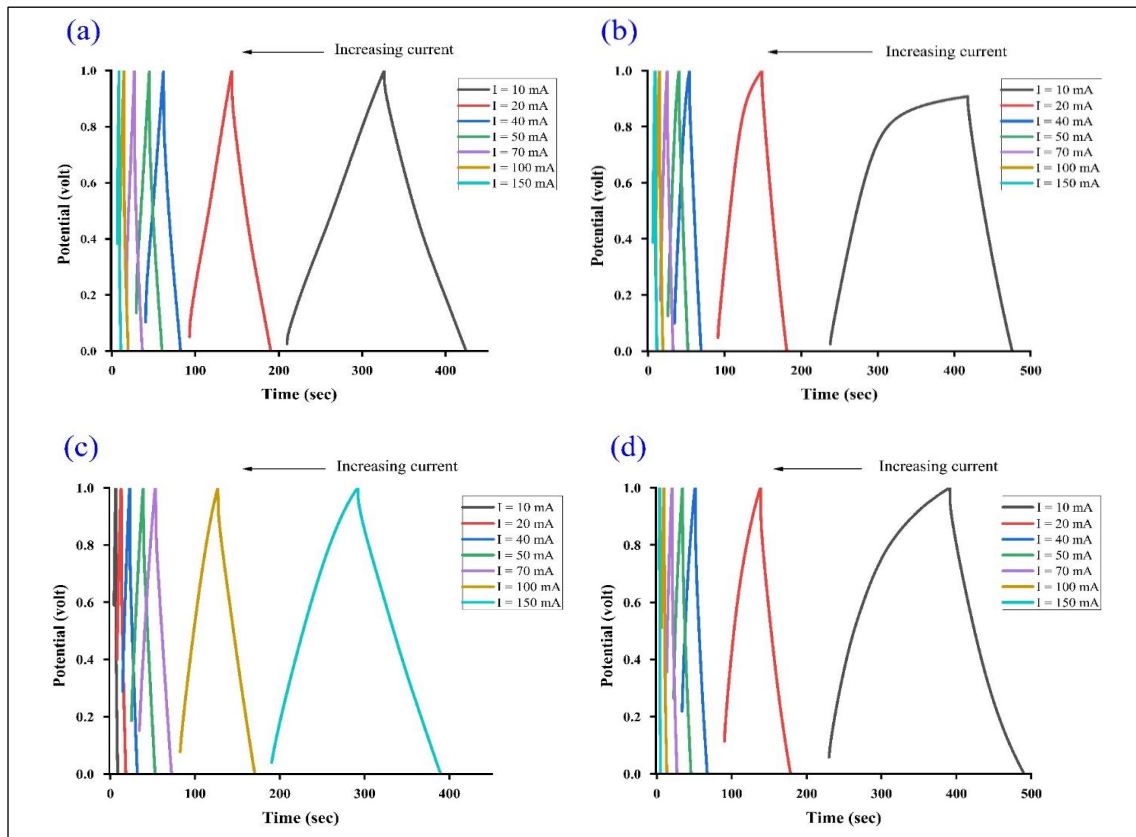 (a)
Increasing current
1.0
0.8
0.6
0.4
0.2
0.0
Potential (volt)
I = 10 mA
I = 20 mA
I = 40 mA
I = 50 mA
I = 70 mA
I = 100 mA
I = 150 mA
0 100 200 300 400
Time (sec)
(b)
Increasing current
1.0
0.8
0.6
0.4
0.2
0.0
Potential (volt)
I = 10 mA
I = 20 mA
I = 40 mA
I = 50 mA
I = 70 mA
I = 100 mA
I = 150 mA
0 100 200 300 400 500
Time (sec)
(c)
Increasing current
1.0
0.8
0.6
0.4
0.2
0.0
Potential (volt)
I = 10 mA
I = 20 mA
I = 40 mA
I = 50 mA
I = 70 mA
I = 100 mA
I = 150 mA
0 100 200 300 400
Time (sec)
(d)
Increasing current
1.0
0.8
0.6
0.4
0.2
0.0
Potential (volt)
I = 10 mA
I = 20 mA
I = 40 mA
I = 50 mA
I = 70 mA
I = 100 mA
I = 150 mA
0 100 200 300 400 500
Time (sec)